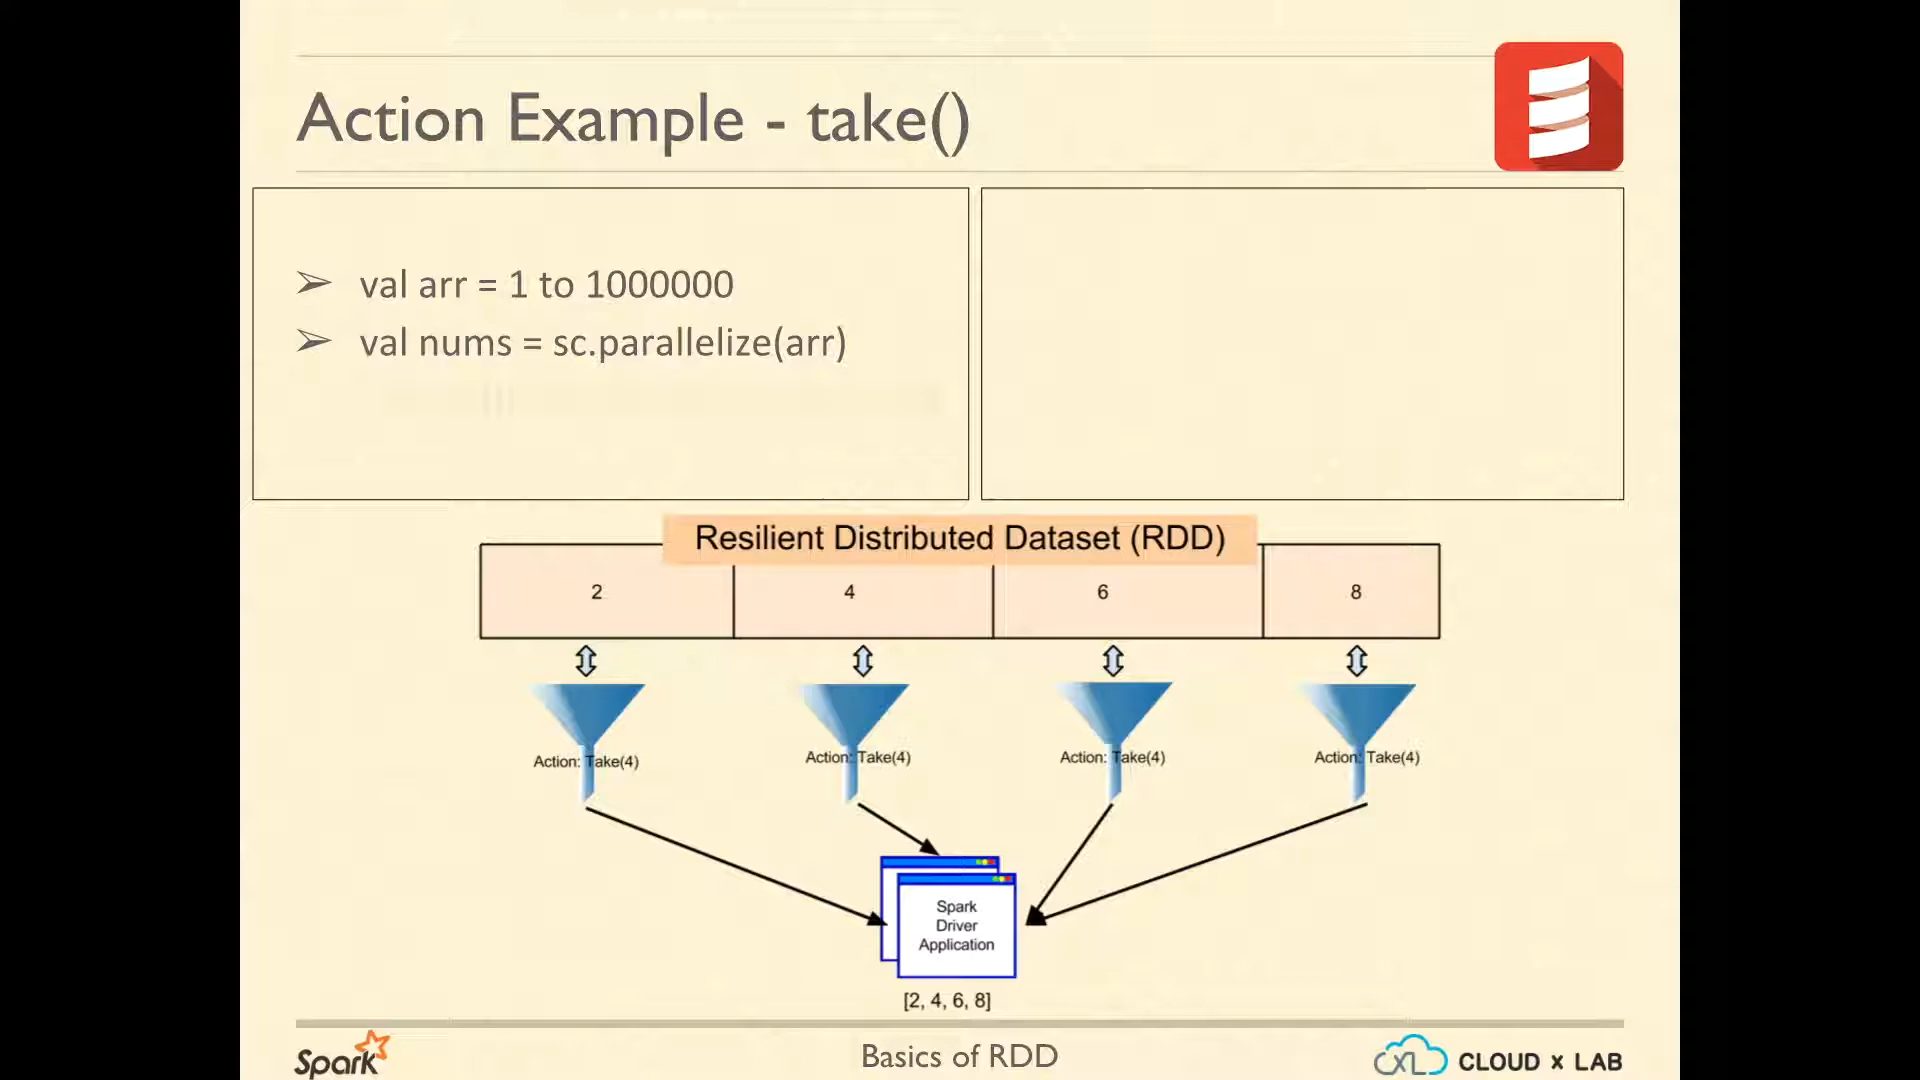 Action Example - take()
➢ val arr = 1 to 1000000
➢ val nums = sc.parallelize(arr)
Resilient Distributed Dataset (RDD)
2 4 6 8
Action: Take(4) Action: Take(4) Action: Take(4) Action: Take(4)
Spark
Driver
Application
[2, 4, 6, 8]
Spark Basics of RDD CXL CLOUD x LAB